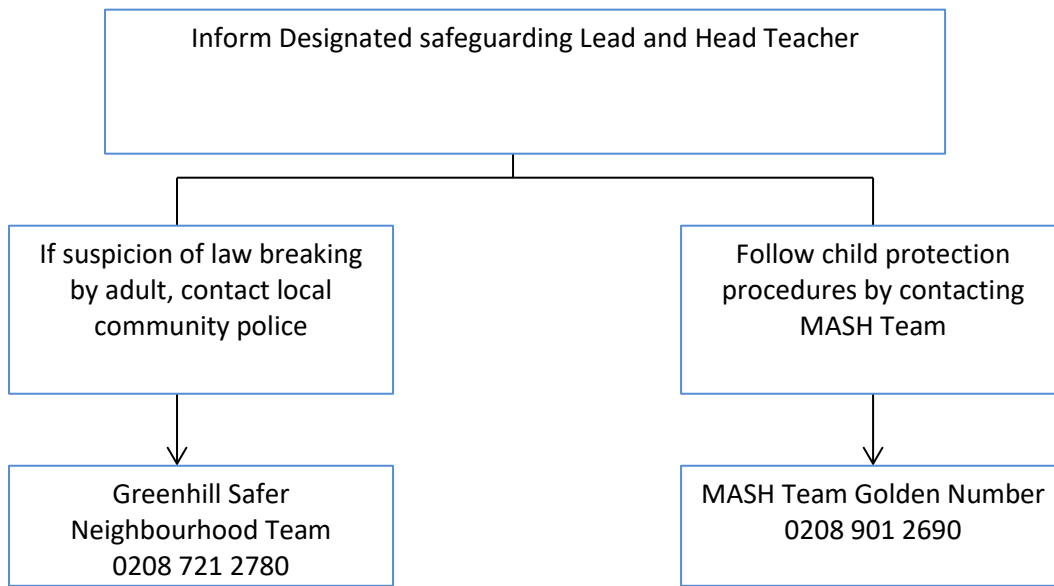 Inform Designated safeguarding Lead and Head Teacher
If suspicion of law breaking
by adult, contact local
community police
Follow child protection
procedures by contacting
MASH Team
Greenhill Safer
Neighbourhood Team
0208 721 2780
MASH Team Golden Number
0208 901 2690